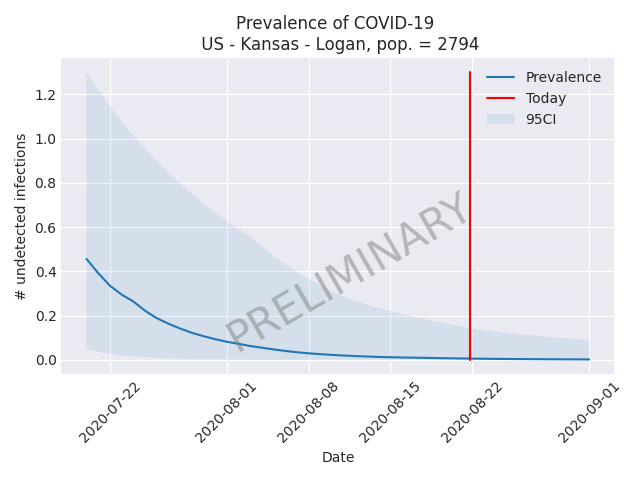 Prevalence of COVID-19
US - Kansas - Logan, pop. = 2794
Prevalence
Today
95CI
PRELIMINARY
# undetected infections
1.2
1.0
0.8
0.6
0.4
0.2
0.0
2020-07-22
2020-08-01
2020-08-08
2020-08-15
2020-08-22
2020-09-01
Date